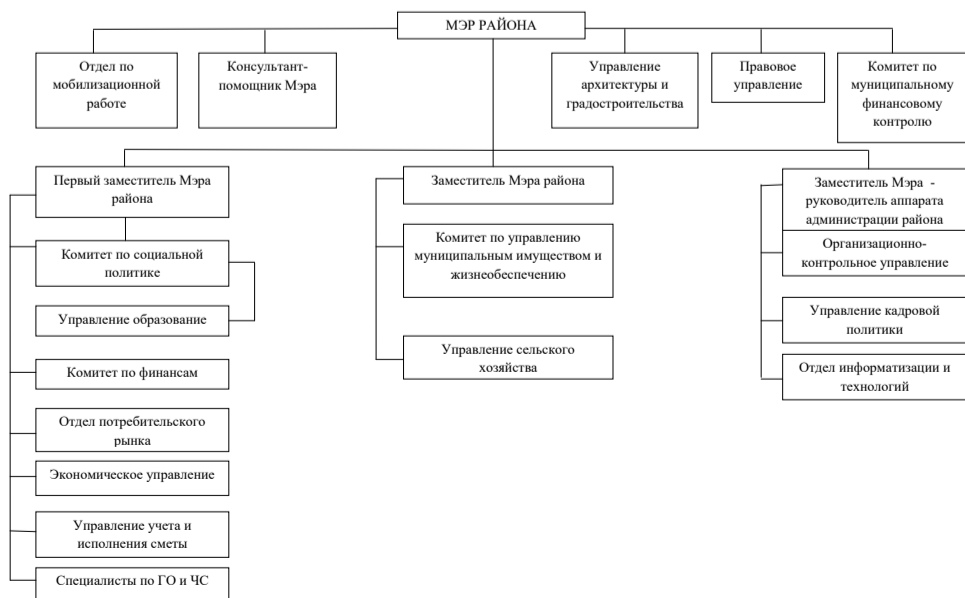 МЭР РАЙОНА
Отдел по
мобилизационной
работе
Консультант-
помощник Мэра
Управление
архитектуры и
градостроительства
Правовое
управление
Комитет по
муниципальному
финансовому
контролю
Первый заместитель Мэра
района
Заместитель Мэра района
Заместитель Мэра -
руководитель аппарата
администрации района
Комитет по социальной
политике
Комитет по управлению
муниципальным имуществом и
жизнеобеспечению
Организационно-
контрольное управление
Управление образование
Управление кадровой
политики
Комитет по финансам
Управление сельского
хозяйства
Отдел информатизации и
технологий
Отдел потребительского
рынка
Экономическое управление
Управление учета и
исполнения сметы
Специалисты по ГО и ЧС